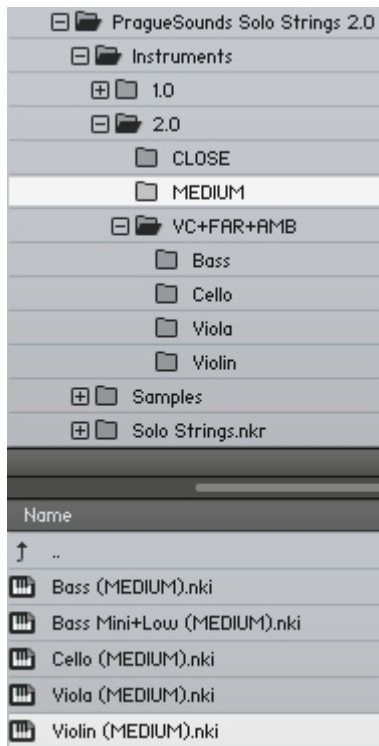 PragueSounds Solo Strings 2.0
Instruments
1.0
2.0
CLOSE
MEDIUM
VC+FAR+AMB
Bass
Cello
Viola
Violin
Samples
Solo Strings.nkr
Name
..
Bass (MEDIUM).nki
Bass Mini+Low (MEDIUM).nki
Cello (MEDIUM).nki
Viola (MEDIUM).nki
Violin (MEDIUM).nki